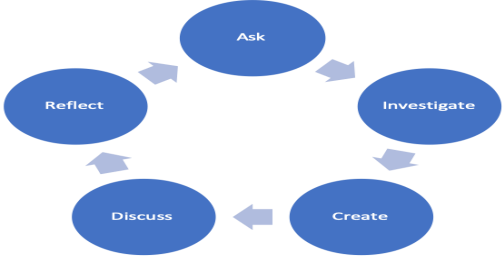 Ask
Investigate
Create
Discuss
Reflect